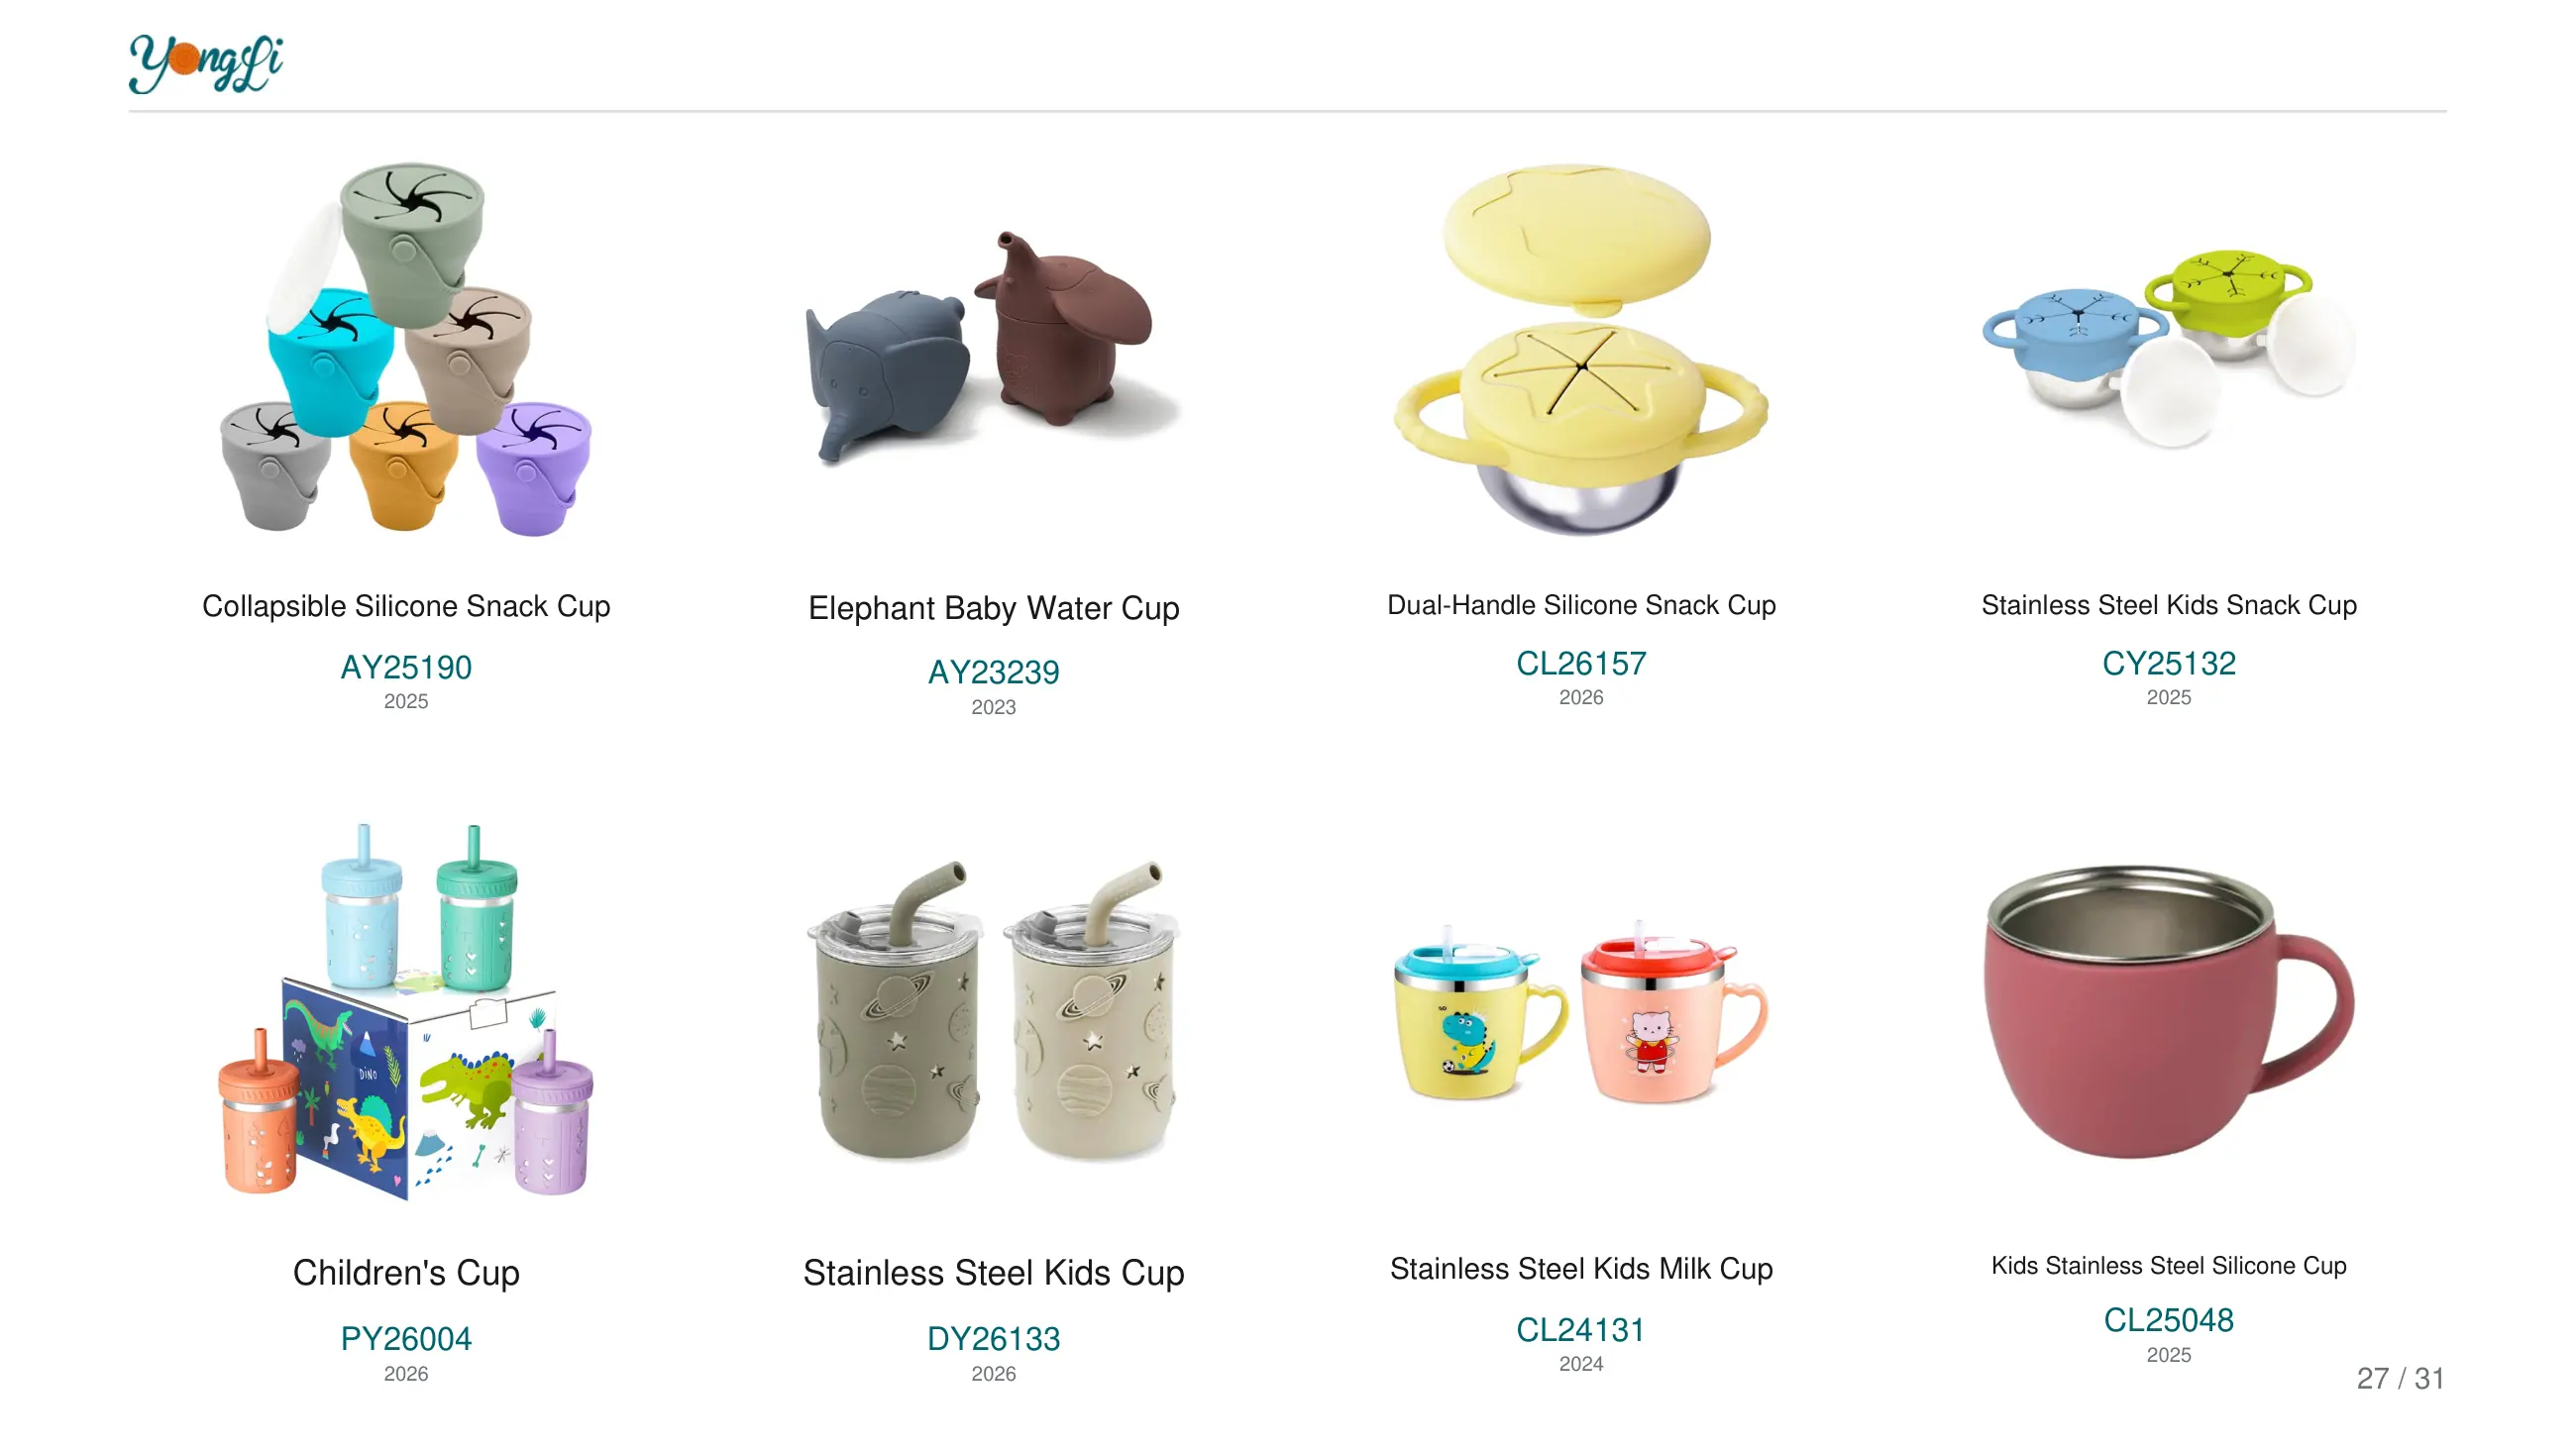 YongLi
Collapsible Silicone Snack Cup
AY25190
2025
Elephant Baby Water Cup
AY23239
2023
Dual-Handle Silicone Snack Cup
CL26157
2026
Stainless Steel Kids Snack Cup
CY25132
2025
DINO
Children's Cup
PY26004
2026
Stainless Steel Kids Cup
DY26133
2026
Stainless Steel Kids Milk Cup
CL24131
2024
Kids Stainless Steel Silicone Cup
CL25048
2025
27 / 31